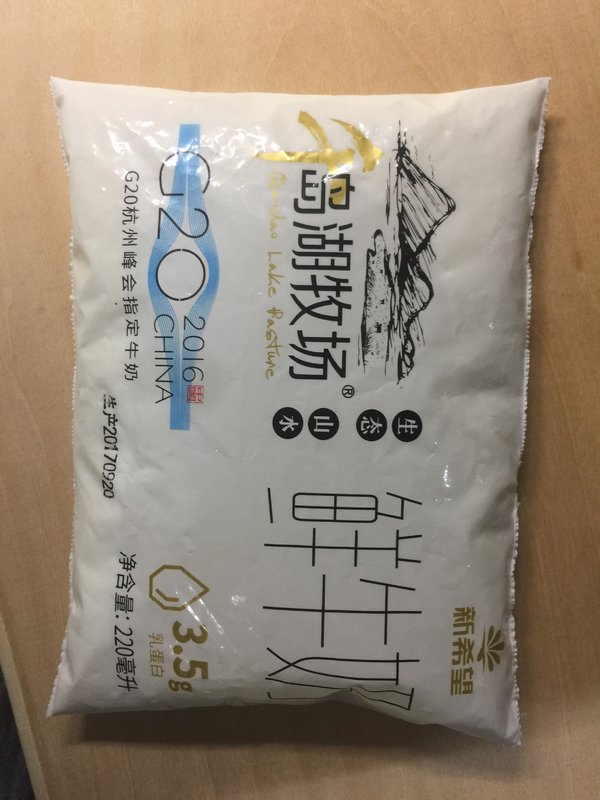 新希望
千岛湖牧场®
Qiandao Lake Pasture
生态
山水
鲜牛奶
G20
2016
CHINA
G20杭州峰会指定牛奶
生产20170920
3.5g
乳蛋白
净含量：220毫升